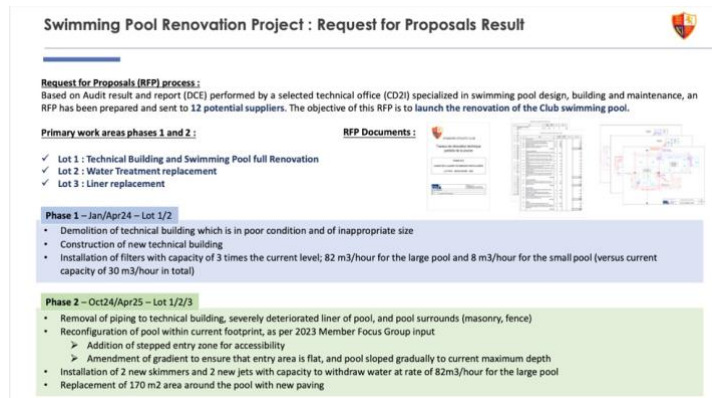 Swimming Pool Renovation Project : Request for Proposals Result
Request for Proposals (RFP) process :
Based on Audit result and report (DCE) performed by a selected technical office (CD2I) specialized in swimming pool design, building and maintenance, an
RFP has been prepared and sent to 12 potential suppliers. The objective of this RFP is to launch the renovation of the Club swimming pool.
Primary work areas phases 1 and 2 :
RFP Documents :
✓ Lot 1 : Technical Building and Swimming Pool full Renovation
✓ Lot 2 : Water Treatment replacement
✓ Lot 3 : Liner replacement
Phase 1 – Jan/Apr24 – Lot 1/2
• Demolition of technical building which is in poor condition and of inappropriate size
• Construction of new technical building
• Installation of filters with capacity of 3 times the current level; 82 m3/hour for the large pool and 8 m3/hour for the small pool (versus current
capacity of 30 m3/hour in total)
Phase 2 – Oct24/Apr25 – Lot 1/2/3
• Removal of piping to technical building, severely deteriorated liner of pool, and pool surrounds (masonry, fence)
• Reconfiguration of pool within current footprint, as per 2023 Member Focus Group input
➢ Addition of stepped entry zone for accessibility
➢ Amendment of gradient to ensure that entry area is flat, and pool sloped gradually to current maximum depth
• Installation of 2 new skimmers and 2 new jets with capacity to withdraw water at rate of 82m3/hour for the large pool
• Replacement of 170 m2 area around the pool with new paving